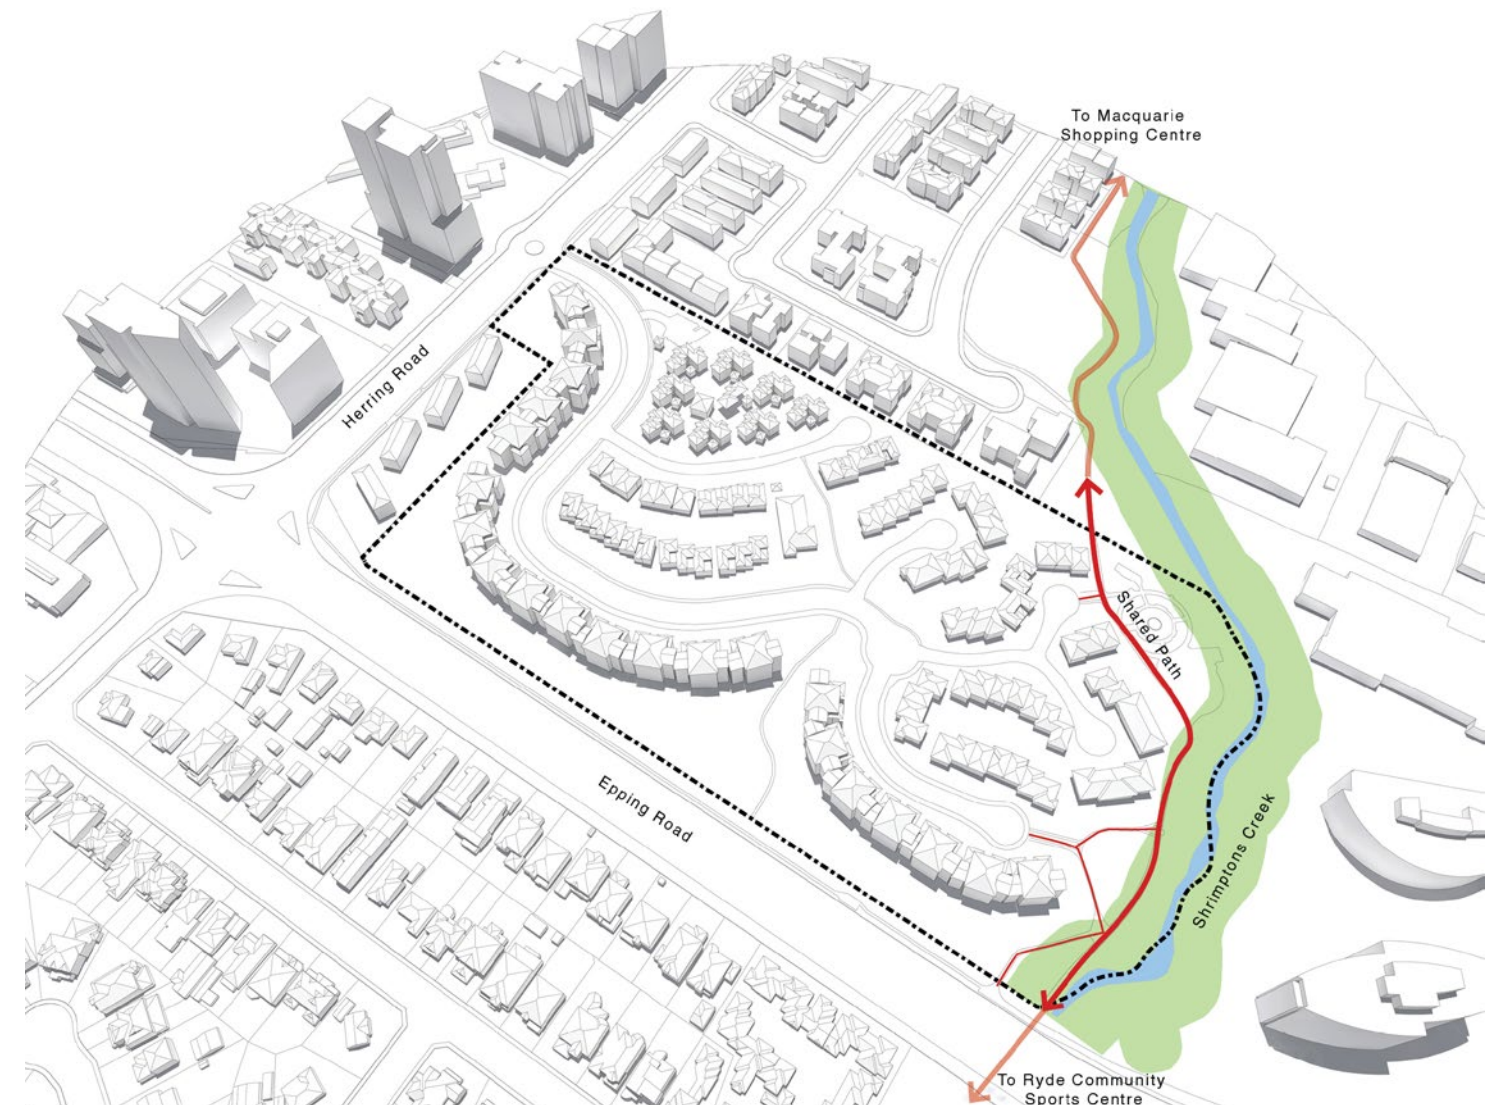 To Macquarie
Shopping Centre
Herring Road
Shared Path
Epping Road
Shrimptons Creek
To Ryde Community
Sports Centre